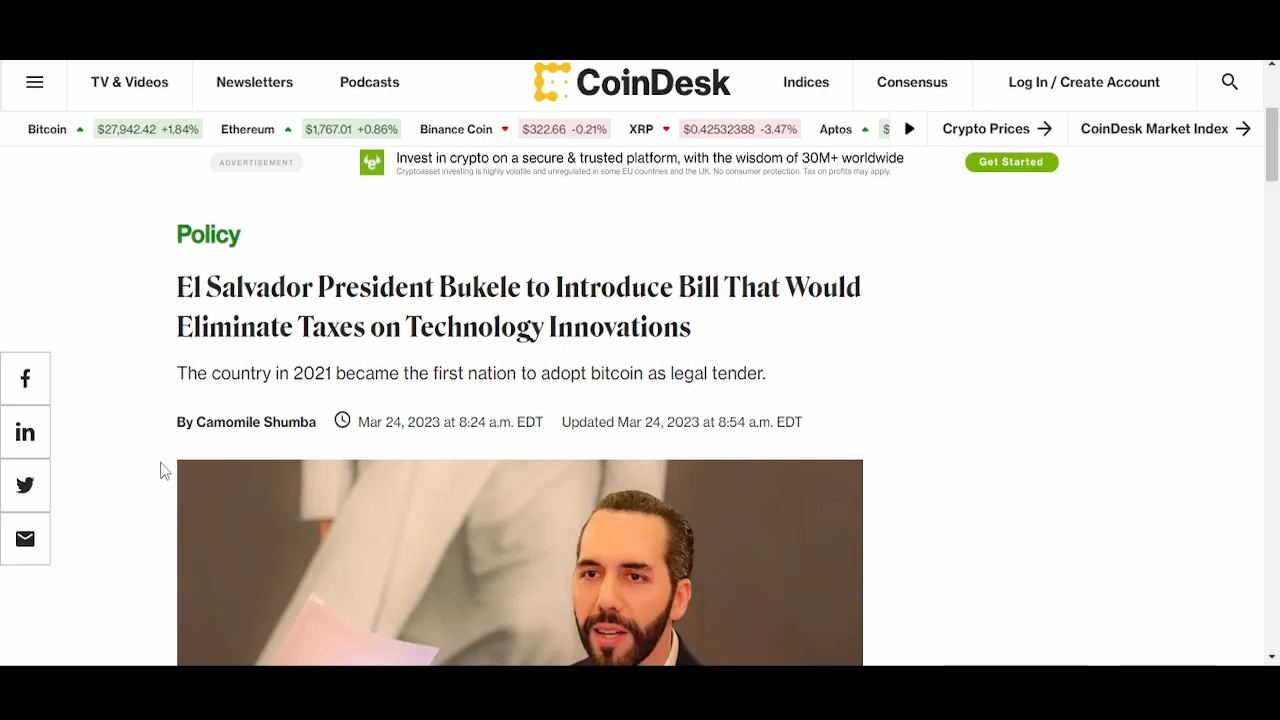 TV & Videos
Newsletters
Podcasts
CoinDesk
Indices
Consensus
Log In / Create Account
Bitcoin $27,942.42 +1.84% Ethereum $1,767.01 +0.86% Binance Coin $322.66 -0.21% XRP $0.42532388 -3.47% Aptos $ Crypto Prices → CoinDesk Market Index →
ADVERTISEMENT
Invest in crypto on a secure & trusted platform, with the wisdom of 30M+ worldwide
Cryptoasset investing is highly volatile and unregulated in some EU countries and the UK. No consumer protection. Tax on profits may apply.
Get Started
Policy
El Salvador President Bukele to Introduce Bill That Would
Eliminate Taxes on Technology Innovations
The country in 2021 became the first nation to adopt bitcoin as legal tender.
By Camomile Shumba Mar 24, 2023 at 8:24 a.m. EDT Updated Mar 24, 2023 at 8:54 a.m. EDT